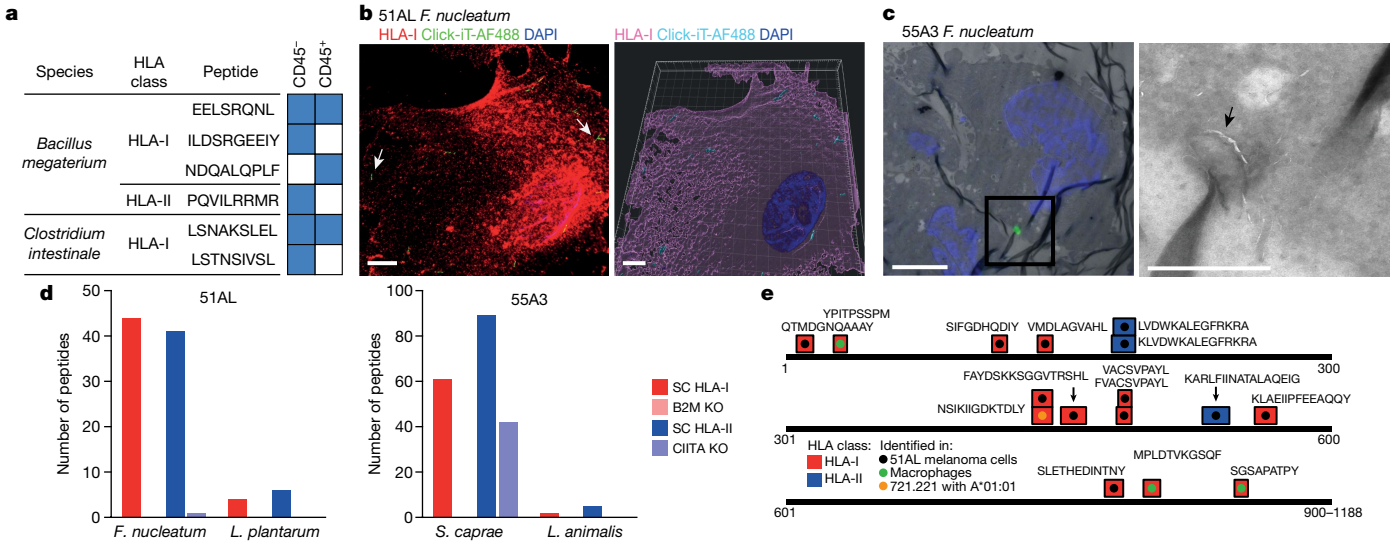 a
Species
HLA
class
Peptide
CD45⁻
CD45⁺
Bacillus
megaterium
HLA-I
EELSRQNL
ILDSRGEEIY
NDQALQPLF
HLA-II
PQVILRRMR
Clostridium
intestinale
HLA-I
LSNAKSLEL
LSTNSIVSL
b 51AL F. nucleatum
HLA-I Click-iT-AF488 DAPI
HLA-I Click-iT-AF488 DAPI
c
55A3 F. nucleatum
d
51AL
Number of peptides
50
40
30
20
10
0
F. nucleatum
L. plantarum
55A3
Number of peptides
100
80
60
40
20
0
S. caprae
L. animalis
SC HLA-I
B2M KO
SC HLA-II
CIITA KO
e
YPITPSSPM
QTMDGNQAAAY
SIFGDHQDIY
VMDLAGVAHL
LVDWKALEGFRKRA
KLVDWKALEGFRKRA
1
300
FAYDSKKSGGVTRSHL
VACSVPAYL
FVACSVPAYL
KARLFIINATALAQEIG
NSIKIIGDKTDLY
KLAEIIPFEEAQQY
301
600
HLA class:
HLA-I
HLA-II
Identified in:
51AL melanoma cells
Macrophages
721.221 with A*01:01
MPLDTVKGSQF
SLETHEDINTNY
SGSAPATPY
601
900–1188